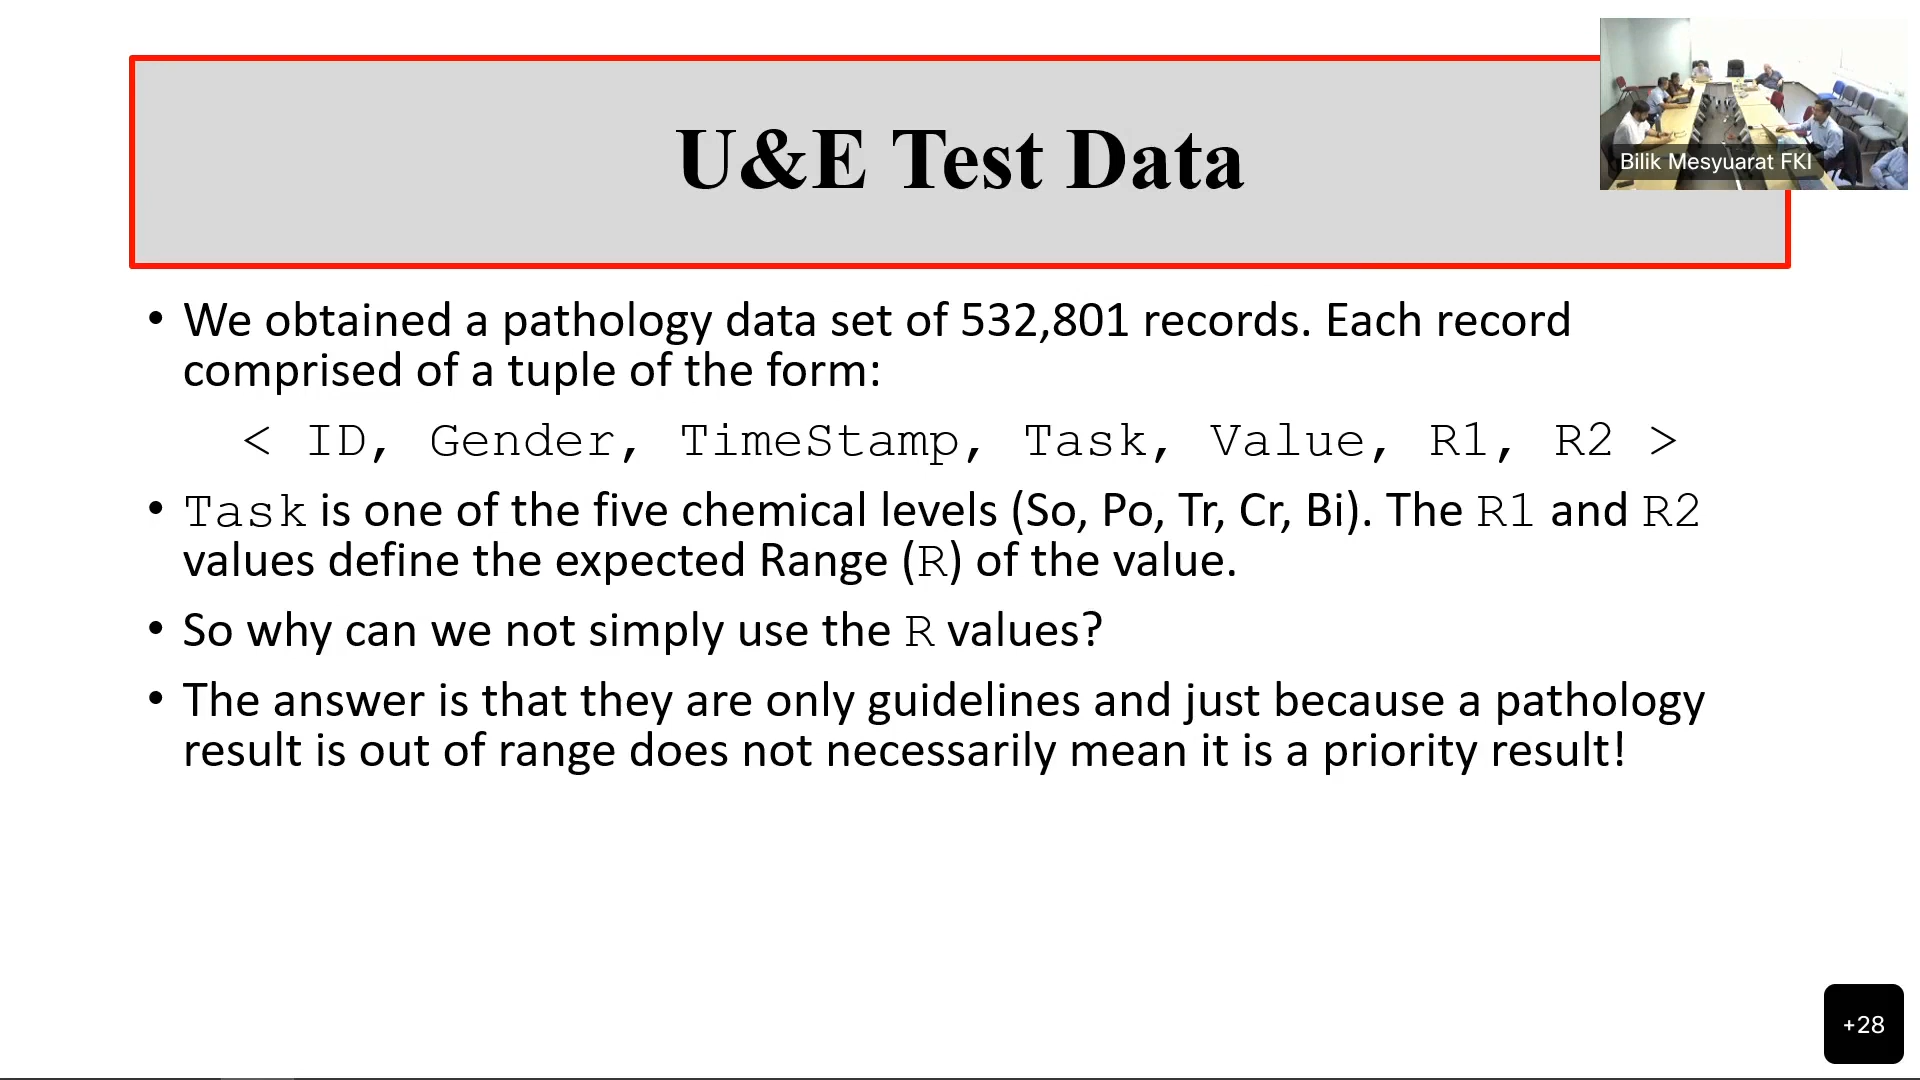 U&E Test Data
Bilik Mesyuarat FKI
• We obtained a pathology data set of 532,801 records. Each record
comprised of a tuple of the form:
< ID, Gender, TimeStamp, Task, Value, R1, R2 >
• Task is one of the five chemical levels (So, Po, Tr, Cr, Bi). The R1 and R2
values define the expected Range (R) of the value.
• So why can we not simply use the R values?
• The answer is that they are only guidelines and just because a pathology
result is out of range does not necessarily mean it is a priority result!
+28